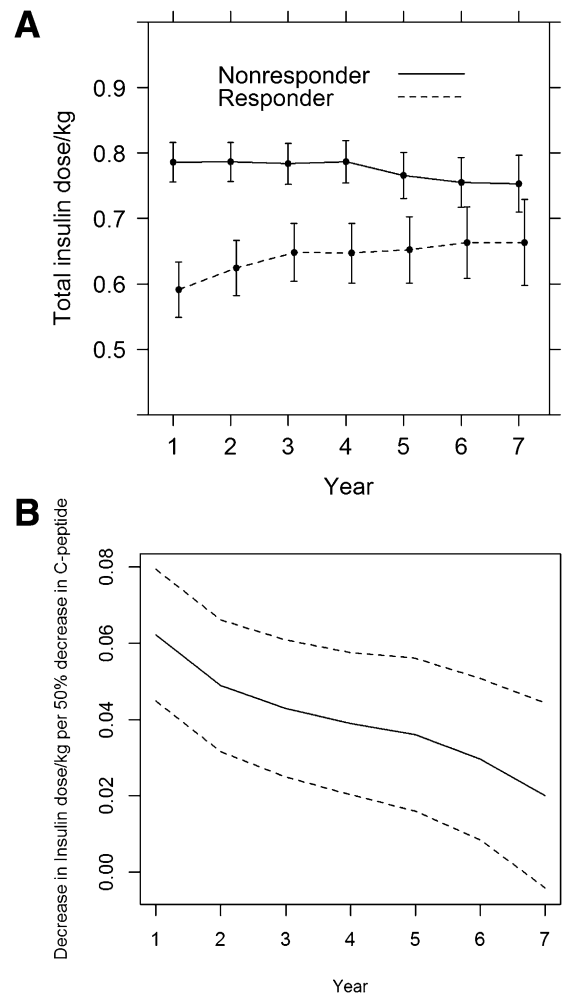 A
Nonresponder
Responder
Total insulin dose/kg
0.9
0.8
0.7
0.6
0.5
1 2 3 4 5 6 7
Year
B
Decrease in Insulin dose/kg per 50% decrease in C-peptide
0.08
0.06
0.04
0.02
0.00
1 2 3 4 5 6 7
Year